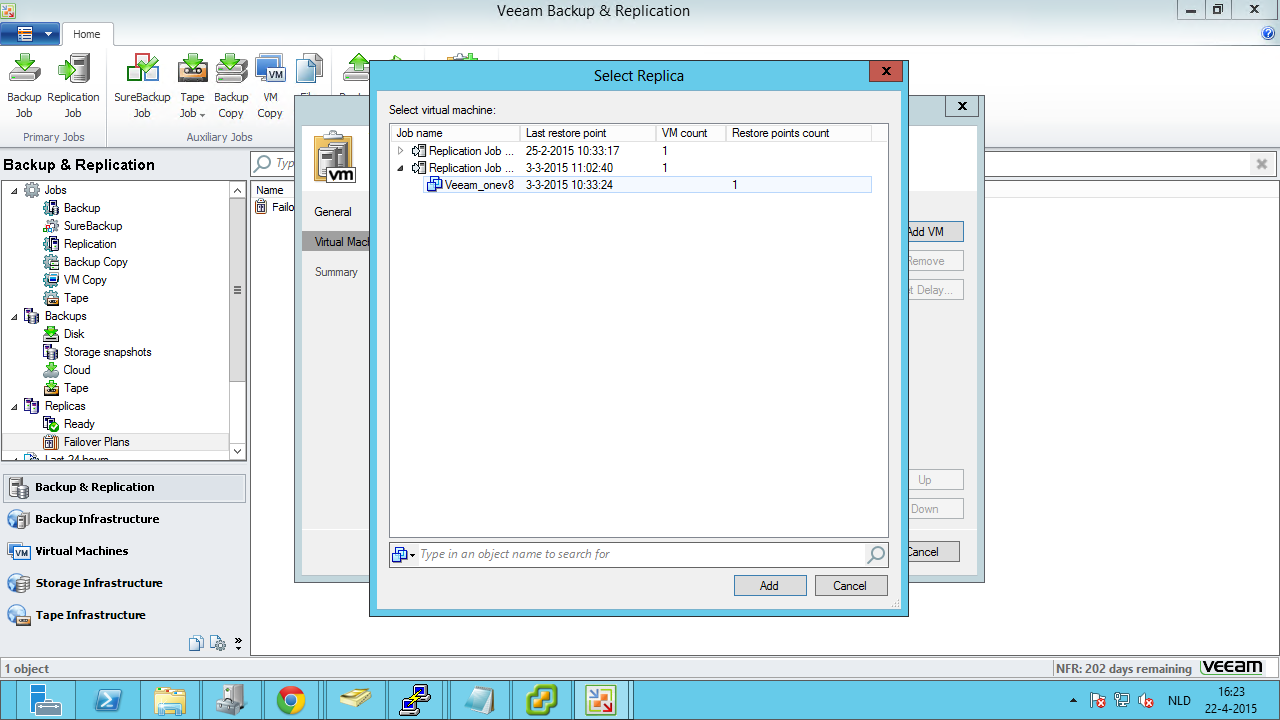 Veeam Backup & Replication
Home
Backup Job
Replication Job
SureBackup Job
Tape Job
Backup Copy
VM Copy
Primary Jobs
Auxiliary Jobs
Backup & Replication
Jobs
Backup
SureBackup
Replication
Backup Copy
VM Copy
Tape
Backups
Disk
Storage snapshots
Cloud
Tape
Replicas
Ready
Failover Plans
Last 24 hours
Backup & Replication
Backup Infrastructure
Virtual Machines
Storage Infrastructure
Tape Infrastructure
Name
vm
General
Summary
Add VM
Remove
Delay...
Up
Down
Cancel
Select Replica
Select virtual machine:
Job name Last restore point VM count Restore points count
Replication Job ... 25-2-2015 10:33:17 1
Replication Job ... 3-3-2015 11:02:40 1
Veeam_onev8 3-3-2015 10:33:24 1
Type in an object name to search for
Add Cancel
1 object
NFR: 202 days remaining veeam
NLD
16:23
22-4-2015